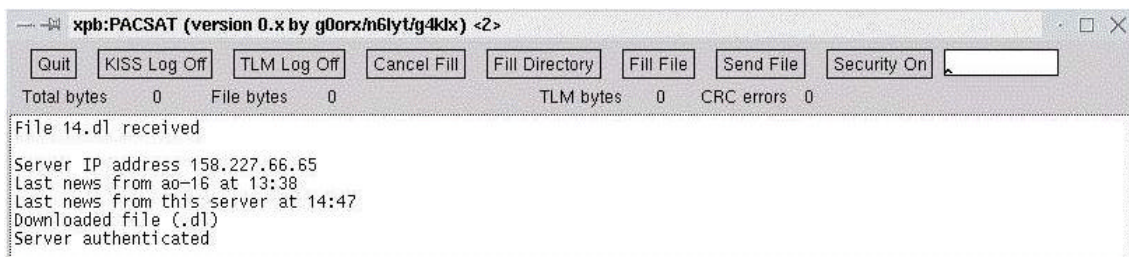 xpb:PACSAT (version 0.x by g0orx/n6lyt/g4klx) <2>
Quit KISS Log Off TLM Log Off Cancel Fill Fill Directory Fill File Send File Security On
Total bytes 0 File bytes 0 TLM bytes 0 CRC errors 0
File 14.dl received
Server IP address 158.227.66.65
Last news from ao-16 at 13:38
Last news from this server at 14:47
Downloaded file (.dl)
Server authenticated